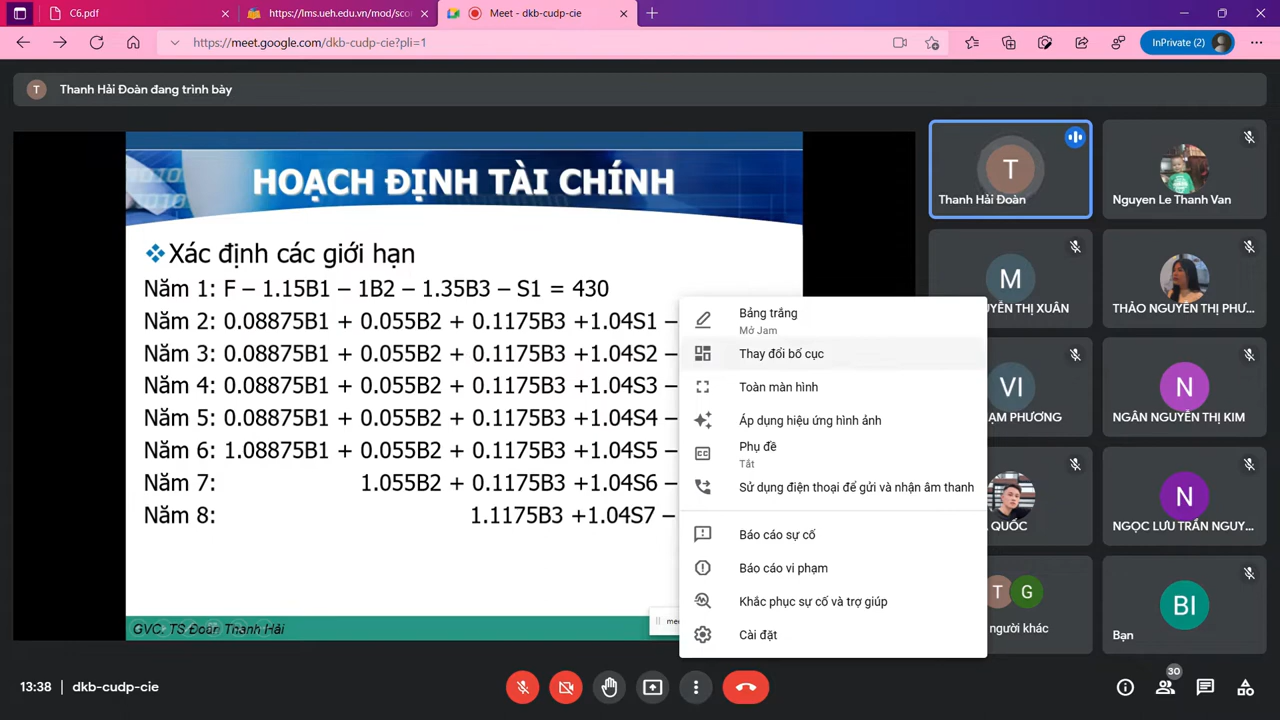 C6.pdf
https://lms.ueh.edu.vn/mod/sco
Meet - dkb-cudp-cie
https://meet.google.com/dkb-cudp-cie?pli=1
InPrivate (2)
T
Thanh Hải Đoàn đang trình bày
HOẠCH ĐỊNH TÀI CHÍNH
Xác định các giới hạn
Năm 1: F – 1.15B1 – 1B2 – 1.35B3 – S1 = 430
Năm 2: 0.08875B1 + 0.055B2 + 0.1175B3 +1.04S1 –
Năm 3: 0.08875B1 + 0.055B2 + 0.1175B3 +1.04S2 –
Năm 4: 0.08875B1 + 0.055B2 + 0.1175B3 +1.04S3 –
Năm 5: 0.08875B1 + 0.055B2 + 0.1175B3 +1.04S4 –
Năm 6: 1.08875B1 + 0.055B2 + 0.1175B3 +1.04S5 –
Năm 7: 1.055B2 + 0.1175B3 +1.04S6 –
Năm 8: 1.1175B3 +1.04S7 –
GVC. TS Đoàn Thanh Hải
Bảng trắng
Mở Jam
Thay đổi bố cục
Toàn màn hình
Áp dụng hiệu ứng hình ảnh
Phụ đề
Tắt
Sử dụng điện thoại để gửi và nhận âm thanh
Báo cáo sự cố
Báo cáo vi phạm
Khắc phục sự cố và trợ giúp
Cài đặt
T
Thanh Hải Đoàn
Nguyen Le Thanh Van
M
YỄN THỊ XUÂN
THẢO NGUYỄN THỊ PHƯ...
VI
ẠM PHƯƠNG
N
NGÂN NGUYỄN THỊ KIM
QUỐC
N
NGỌC LƯU TRẦN NGUY...
T G
người khác
BI
Bạn
13:38 | dkb-cudp-cie
30